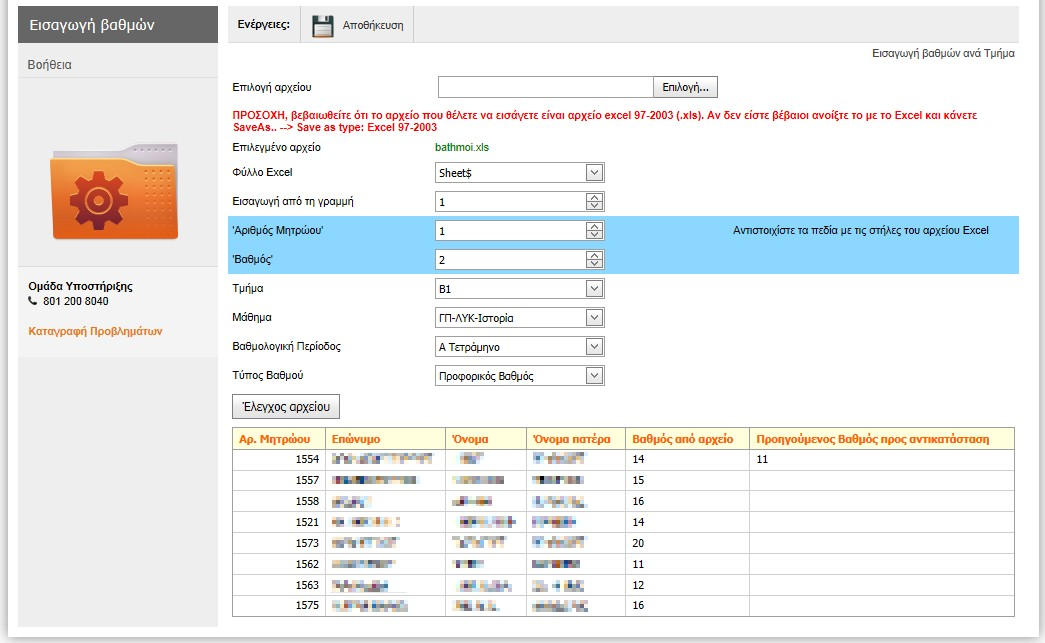 Εισαγωγή βαθμών
Βοήθεια
Ομάδα Υποστήριξης
801 200 8040
Καταγραφή Προβλημάτων
Ενέργειες: Αποθήκευση
Εισαγωγή βαθμών ανά Τμήμα
Επιλογή αρχείου Επιλογή...
ΠΡΟΣΟΧΗ, βεβαιωθείτε ότι το αρχείο που θέλετε να εισάγετε είναι αρχείο excel 97-2003 (.xls). Αν δεν είστε βέβαιοι ανοίξτε το με το Excel και κάνετε
SaveAs.. --> Save as type: Excel 97-2003
Επιλεγμένο αρχείο bathmoi.xls
Φύλλο Excel Sheet$
Εισαγωγή από τη γραμμή 1
'Αριθμός Μητρώου' 1 Αντιστοιχίστε τα πεδία με τις στήλες του αρχείου Excel
'Βαθμός' 2
Τμήμα Β1
Μάθημα ΓΠ-ΛΥΚ-Ιστορία
Βαθμολογική Περίοδος Α Τετράμηνο
Τύπος Βαθμού Προφορικός Βαθμός
Έλεγχος αρχείου
Αρ. Μητρώου Επώνυμο Όνομα Όνομα πατέρα Βαθμός από αρχείο Προηγούμενος Βαθμός προς αντικατάσταση
1554 14 11
1557 15
1558 16
1521 14
1573 20
1562 11
1563 12
1575 16